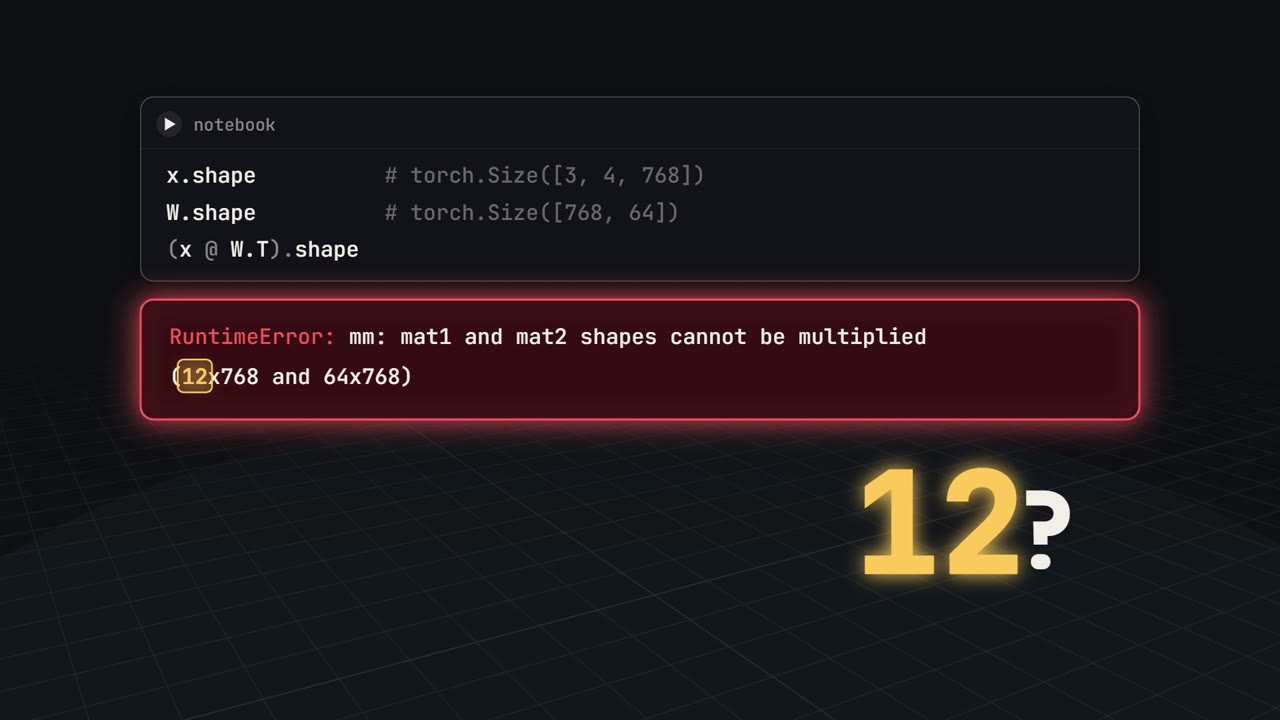 notebook
x.shape # torch.Size([3, 4, 768])
W.shape # torch.Size([768, 64])
(x @ W.T).shape
RuntimeError: mm: mat1 and mat2 shapes cannot be multiplied
(12x768 and 64x768)
12?